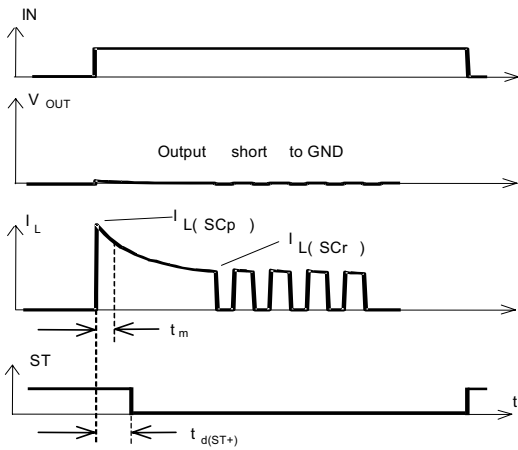 IN
V OUT
Output short to GND
I L
I L( SCp )
I L( SCr )
t m
ST
t
t d(ST+)